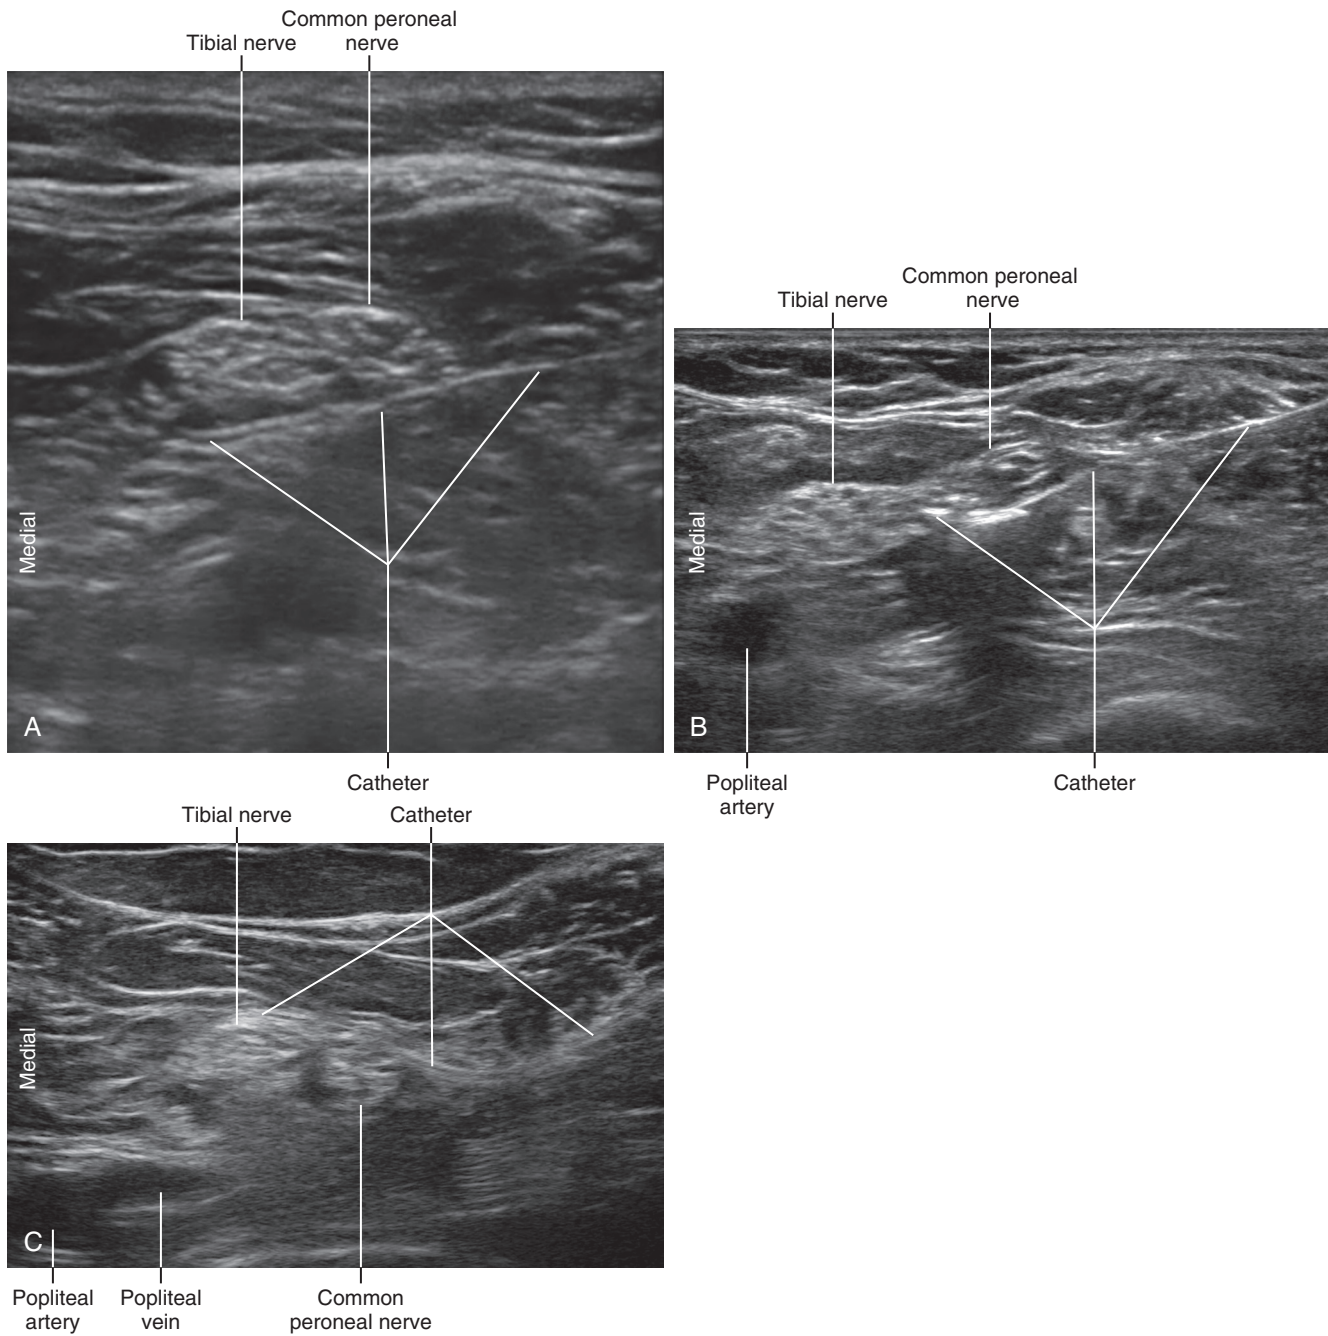 Common peroneal
Tibial nerve
nerve
Medial
A
Catheter
Common peroneal
Tibial nerve
nerve
Medial
B
Popliteal
artery
Catheter
Tibial nerve
Catheter
Medial
C
Popliteal
artery
Popliteal
vein
Common
peroneal nerve